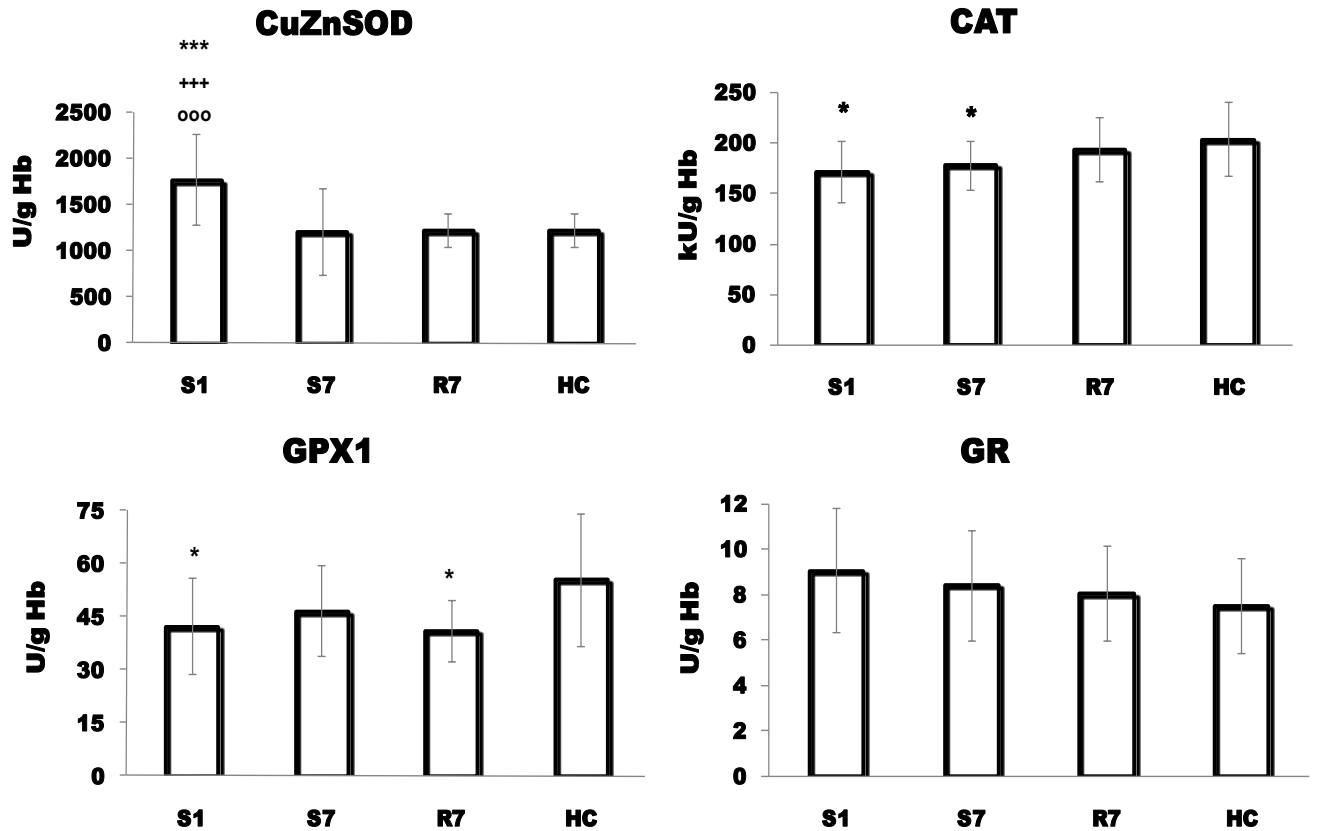 CuZnSOD
***
+++
ooo
U/g Hb
2500
2000
1500
1000
500
0
S1 S7 R7 HC
CAT
* *
kU/g Hb
250
200
150
100
50
0
S1 S7 R7 HC
GPX1
* *
U/g Hb
75
60
45
30
15
0
S1 S7 R7 HC
GR
U/g Hb
12
10
8
6
4
2
0
S1 S7 R7 HC